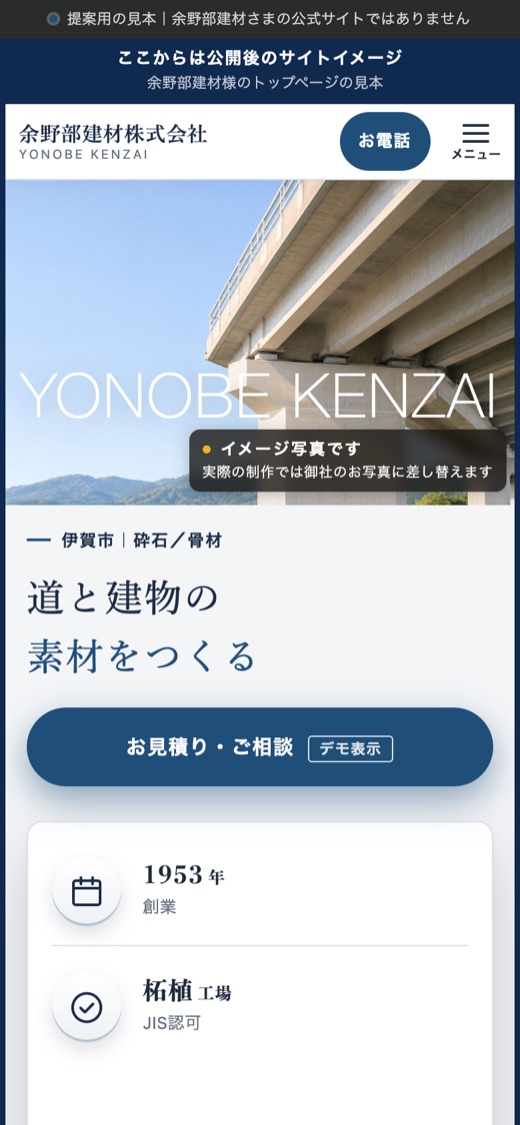 提案用の見本｜余野部建材さまの公式サイトではありません
ここからは公開後のサイトイメージ
余野部建材様のトップページの見本
余野部建材株式会社
YONOBE KENZAI
お電話
メニュー
YONOBE KENZAI
イメージ写真です
実際の制作では御社のお写真に差し替えます
伊賀市｜砕石／骨材
道と建物の
素材をつくる
お見積り・ご相談 デモ表示
1953 年
創業
柘植 工場
JIS認可